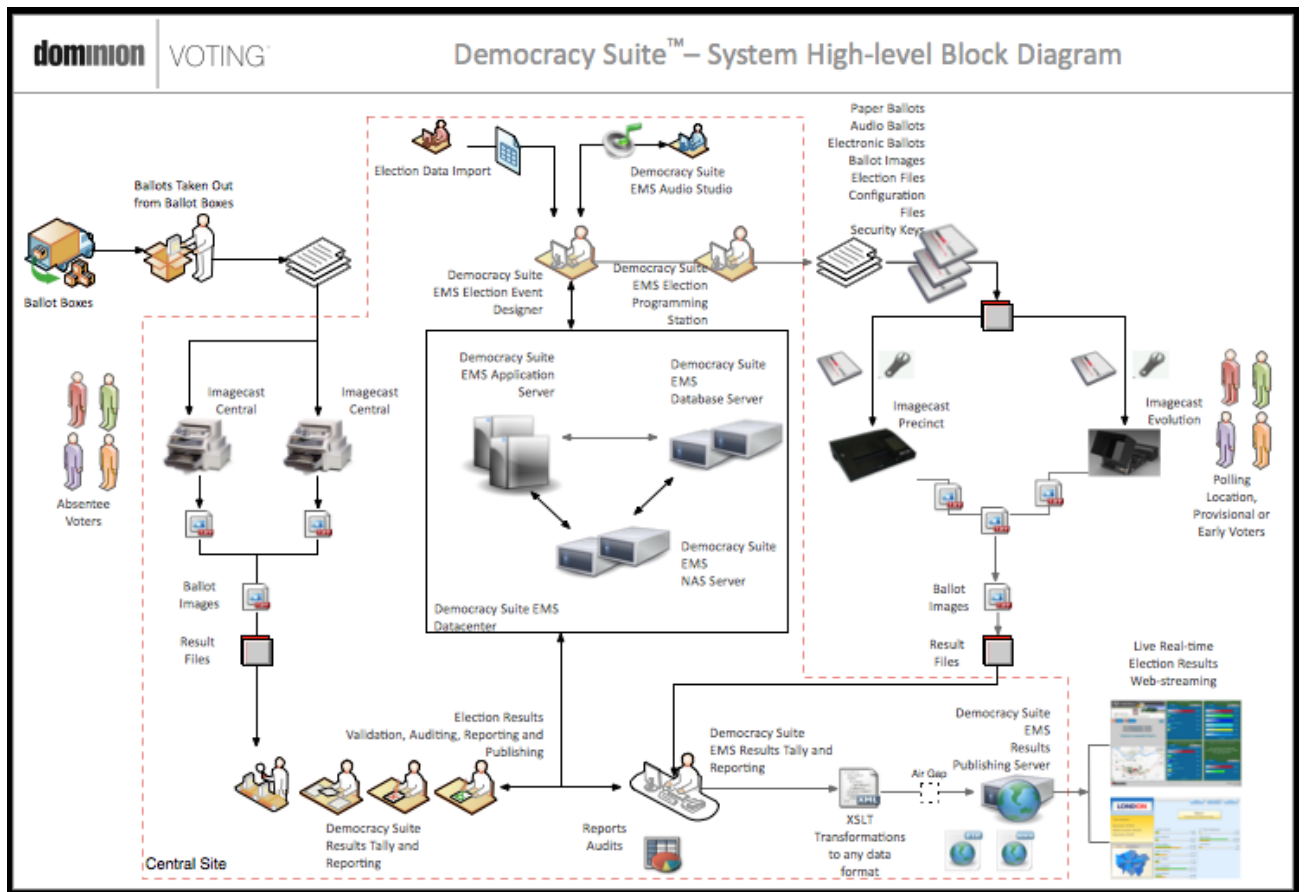 dominion VOTING
Democracy Suite™– System High-level Block Diagram
Ballots Taken Out
from Ballot Boxes
Ballot Boxes
Election Data Import
Democracy Suite
EMS Audio Studio
Paper Ballots
Audio Ballots
Electronic Ballots
Ballot Images
Election Files
Configuration
Files
Security Keys
Democracy Suite
EMS Election Event
Designer
Democracy Suite
EMS Election
Programming
Station
Absentee
Voters
Imagecast
Central
Imagecast
Central
Democracy Suite
EMS Application
Server
Democracy Suite
EMS
Database Server
Democracy Suite
EMS
NAS Server
Democracy Suite EMS
Datacenter
Imagecast
Precinct
Imagecast
Evolution
Polling
Location,
Provisional or
Early Voters
Ballot
Images
Result
Files
Ballot
Images
Result
Files
Election Results
Validation, Auditing, Reporting and
Publishing
Democracy Suite
Results Tally and
Reporting
Central Site
Reports
Audits
Democracy Suite
EMS Results Tally and
Reporting
XML
XSLT
Transformations
to any data
format
Air Gap
Democracy Suite
EMS
Results
Publishing Server
FTP
Live Real-time
Election Results
Web-streaming
LONDON